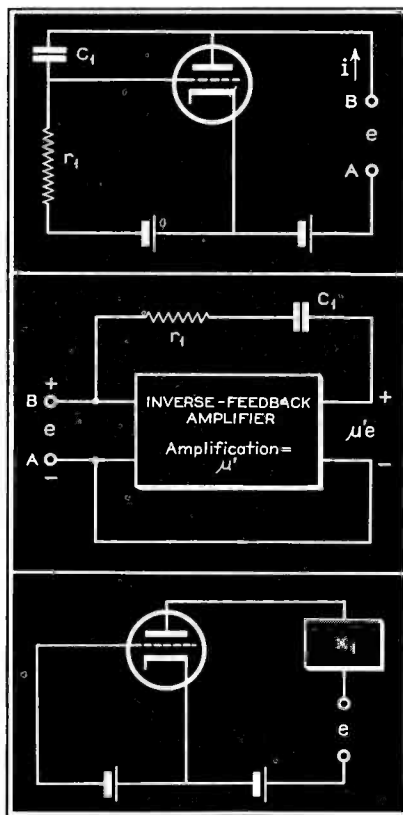 C₁
i
B
r₁
e
A
C₁
r₁
+
+
B
INVERSE-FEEDBACK
e
AMPLIFIER
μ'e
Amplification=
A
μ'
-
-
x₁
e